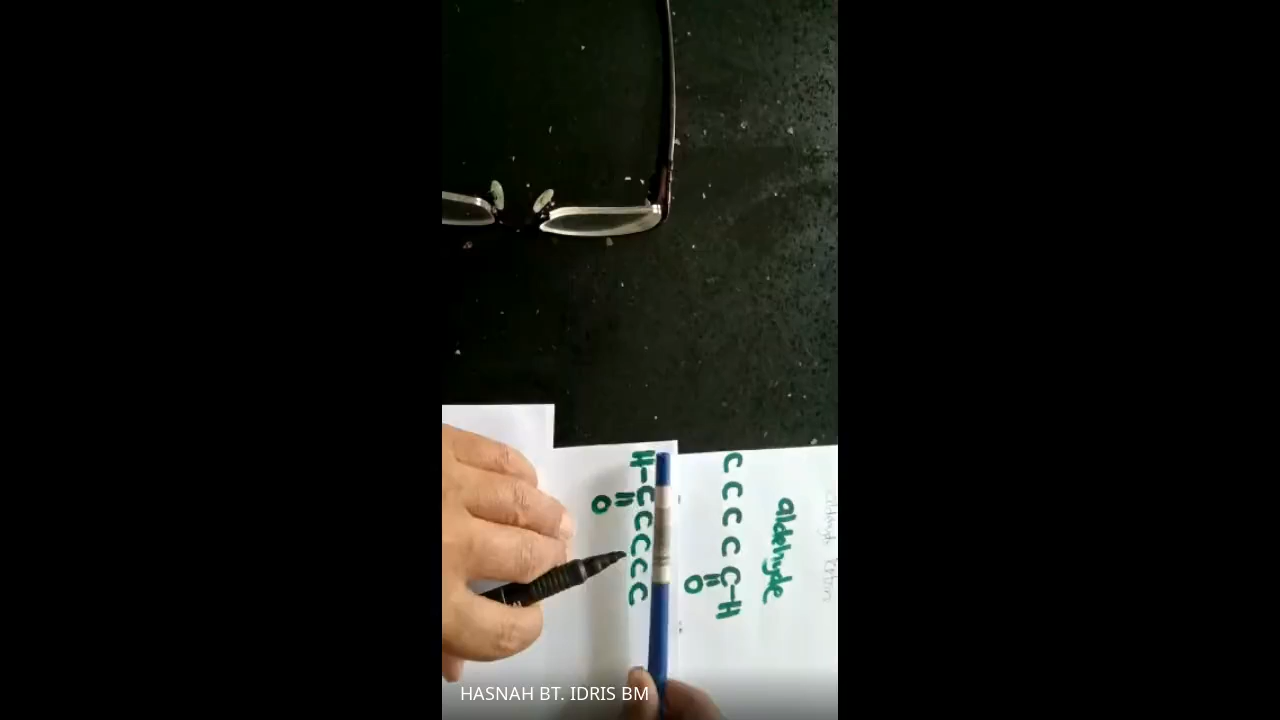 aldehyde
C C C C C-H
O
H-C C C C C
O
HASNAH BT. IDRIS BM